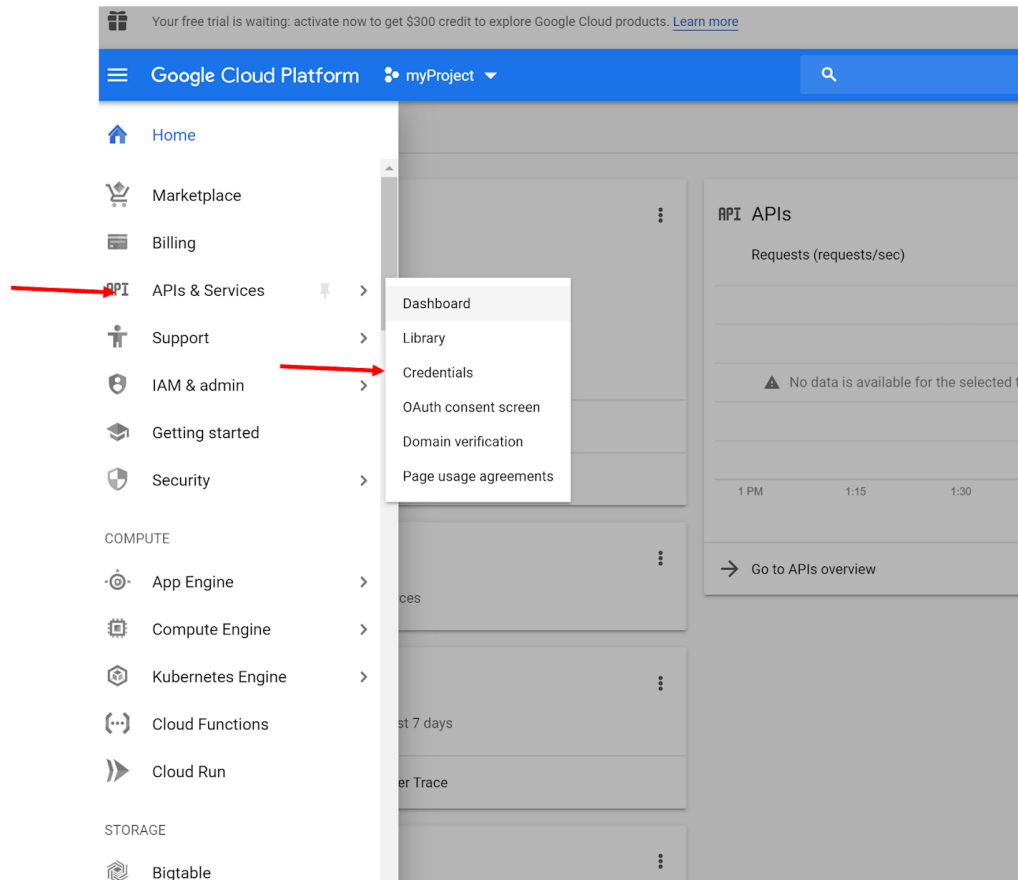 Your free trial is waiting: activate now to get $300 credit to explore Google Cloud products. Learn more
Google Cloud Platform myProject
Home
Marketplace
Billing
API APIs & Services
Support
IAM & admin
Getting started
Security
COMPUTE
App Engine
Compute Engine
Kubernetes Engine
Cloud Functions
Cloud Run
STORAGE
Bigtable
Dashboard
Library
Credentials
OAuth consent screen
Domain verification
Page usage agreements
ces
st 7 days
er Trace
API APIs
Requests (requests/sec)
No data is available for the selected t
1 PM 1:15 1:30
Go to APIs overview